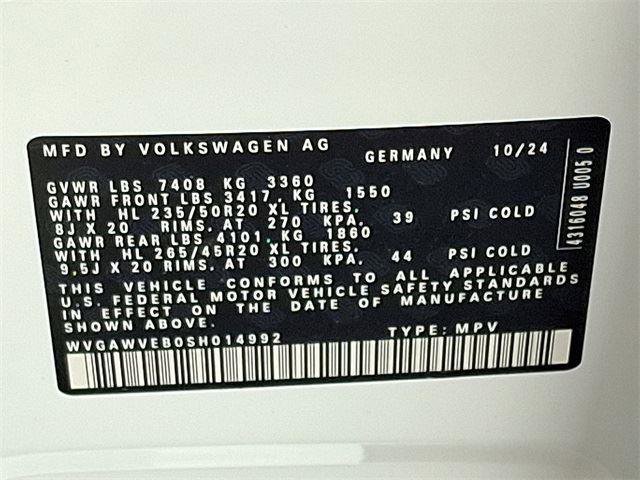 MFD BY VOLKSWAGEN AG GERMANY 10/24
GVWR LBS 7408 KG 3360
GAWR FRONT LBS 3417 KG 1550
WITH HL 235/50R20 XL TIRES.
8J X 20 RIMS. AT 270 KPA. 39 PSI COLD
GAWR REAR LBS 4101 KG 1860
WITH HL 265/45R20 XL TIRES.
9.5J X 20 RIMS. AT 300 KPA. 44 PSI COLD
THIS VEHICLE CONFORMS TO ALL APPLICABLE
U.S. FEDERAL MOTOR VEHICLE SAFETY STANDARDS
IN EFFECT ON THE DATE OF MANUFACTURE
SHOWN ABOVE.
WVGAWVEB0SH014992 TYPE: MPV
4316048 U005 0